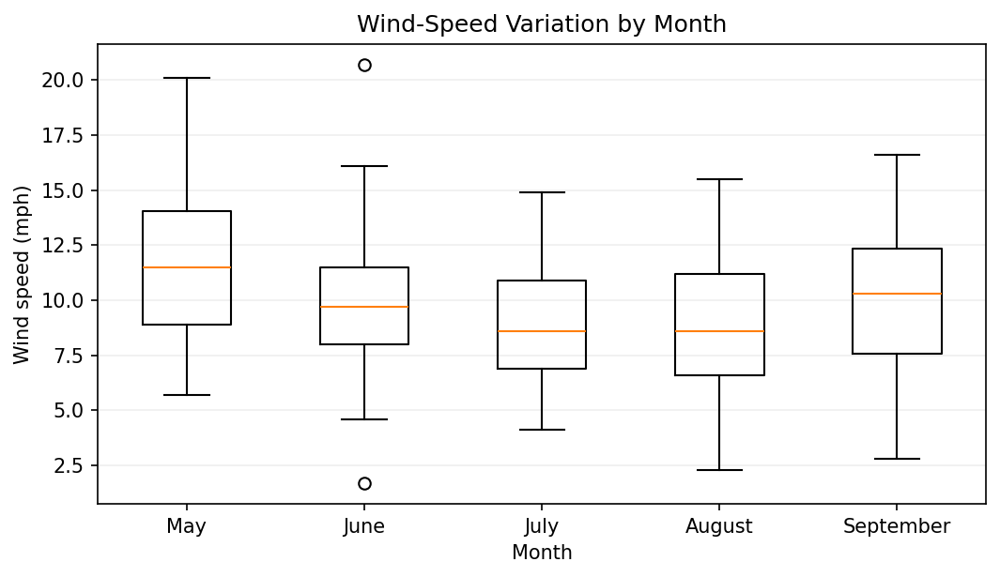 Wind-Speed Variation by Month
Wind speed (mph)
20.0
17.5
15.0
12.5
10.0
7.5
5.0
2.5
May June July August September
Month